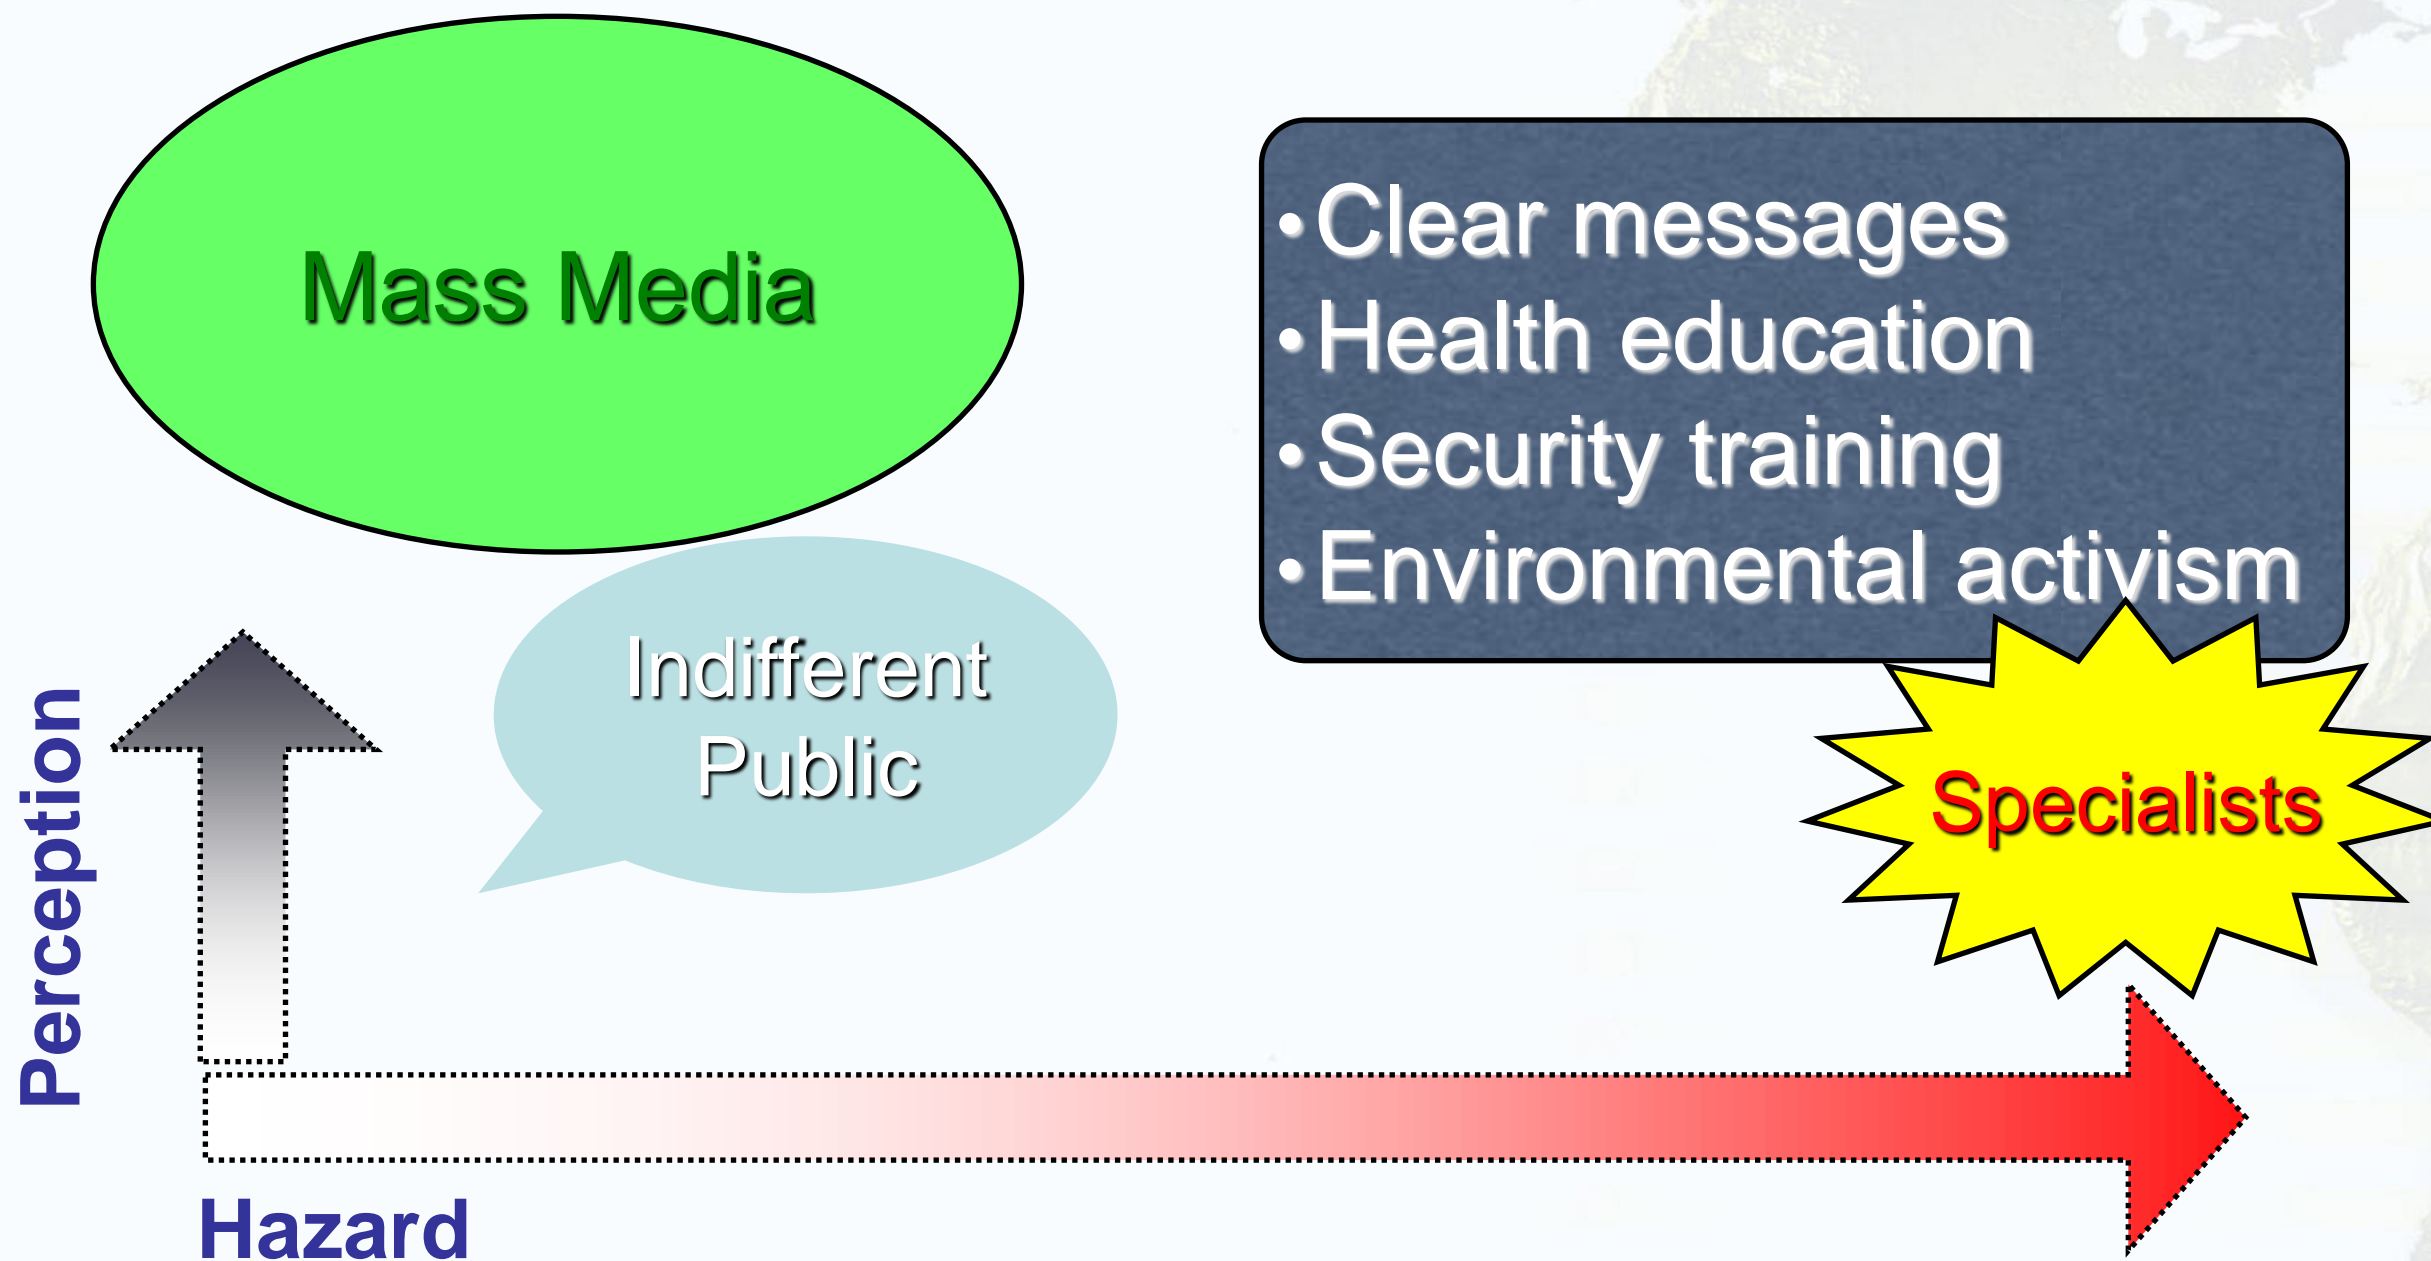 Mass Media
• Clear messages
• Health education
• Security training
• Environmental activism
Indifferent
Public
Specialists
Perception
Hazard